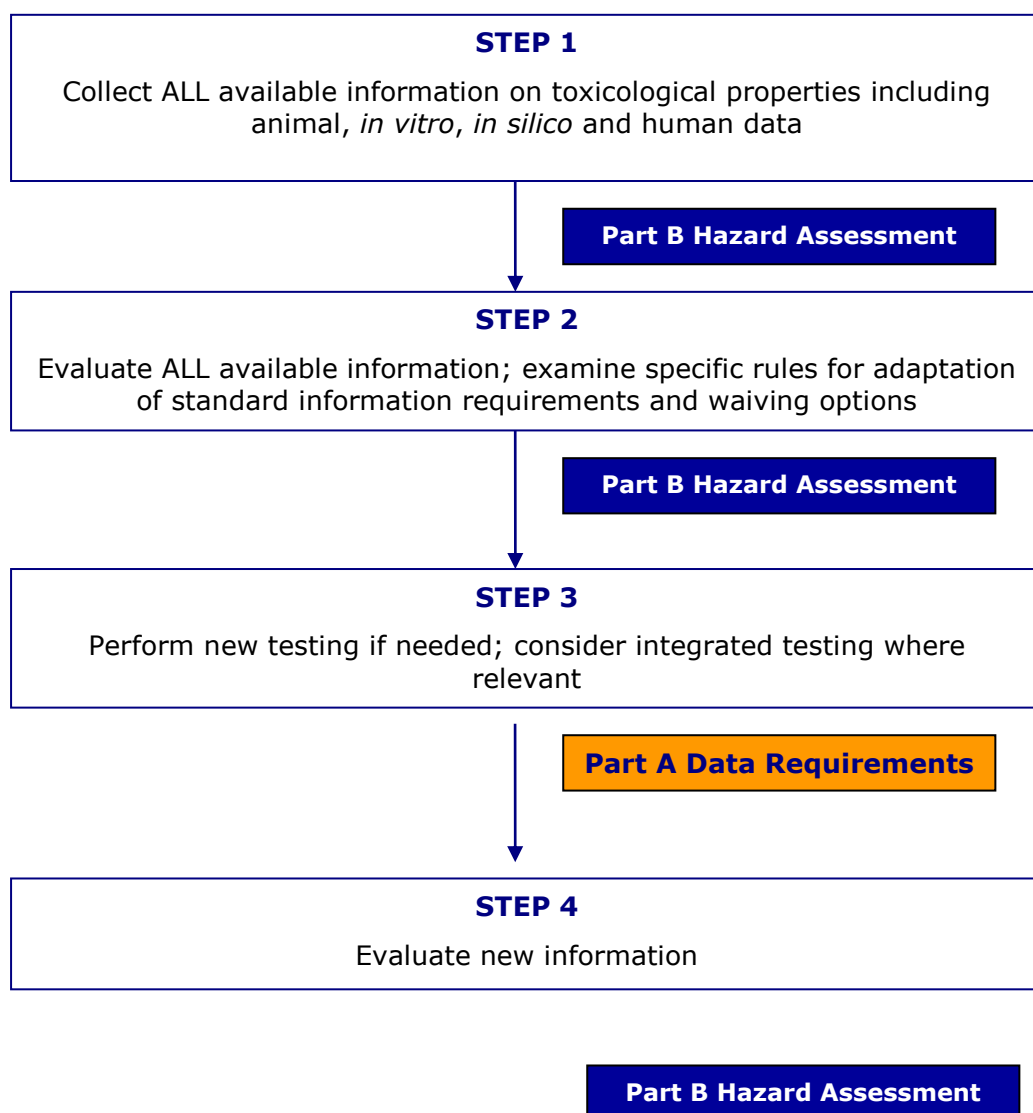 STEP 1
Collect ALL available information on toxicological properties including
animal, in vitro, in silico and human data
Part B Hazard Assessment
STEP 2
Evaluate ALL available information; examine specific rules for adaptation
of standard information requirements and waiving options
Part B Hazard Assessment
STEP 3
Perform new testing if needed; consider integrated testing where
relevant
Part A Data Requirements
STEP 4
Evaluate new information
Part B Hazard Assessment